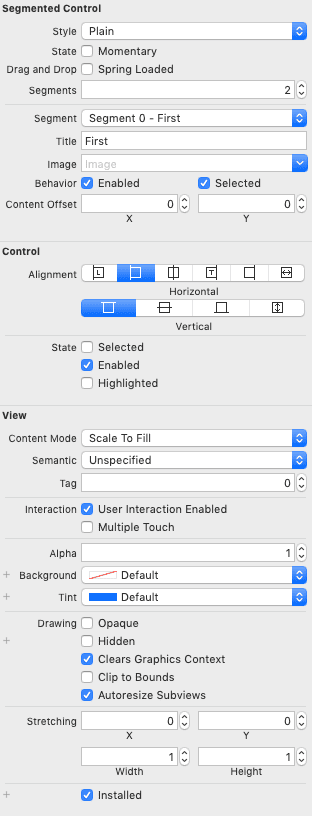 Segmented Control
Style Plain
State Momentary
Drag and Drop Spring Loaded
Segments 2
Segment Segment 0 - First
Title First
Image Image
Behavior Enabled Selected
Content Offset 0 0
X Y
Control
Alignment L T
Horizontal
Vertical
State Selected
Enabled
Highlighted
View
Content Mode Scale To Fill
Semantic Unspecified
Tag 0
Interaction User Interaction Enabled
Multiple Touch
Alpha 1
+ Background Default
+ Tint Default
Drawing Opaque
+ Hidden
Clears Graphics Context
Clip to Bounds
Autoresize Subviews
Stretching 0 0
X Y
1 1
Width Height
+ Installed